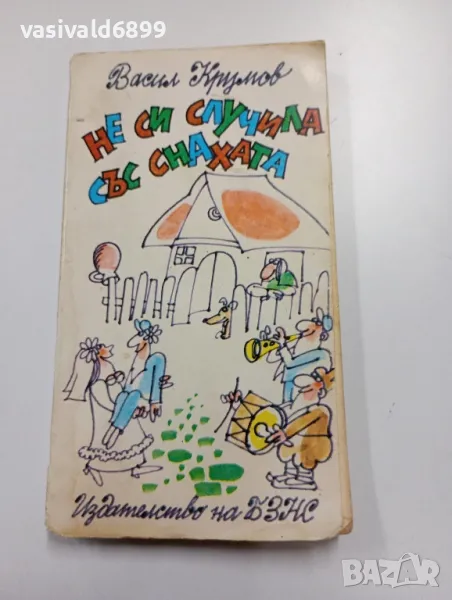 vasivald6899
Васил Крумов
НЕ СИ СЛУЧИЛА
СЪС СНАХАТА
Издателство на БЗНС
BAZAR